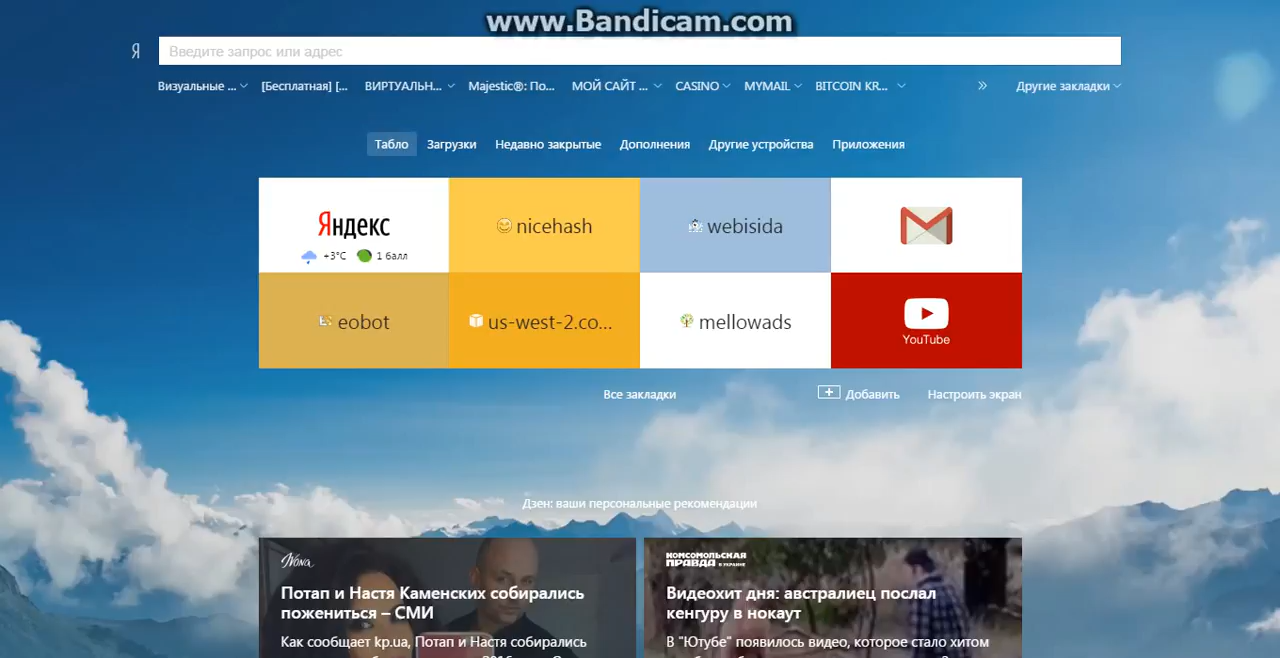 www.Bandicam.com
Я Введите запрос или адрес
Визуальные ... [Бесплатная] [... ВИРТУАЛЬН... Majestic®: По... МОЙ САЙТ ... CASINO MYMAIL BITCOIN KR... » Другие закладки
Табло Загрузки Недавно закрытые Дополнения Другие устройства Приложения
Яндекс nicehash webisida
+3°C 1 балл
eobot us-west-2.co... mellowads YouTube
Все закладки Добавить Настроить экран
Дзен: ваши персональные рекомендации
Ivona
Потап и Настя Каменских собирались
пожениться – СМИ
Как сообщает kp.ua, Потап и Настя собирались
КОМСОМОЛЬСКАЯ
ПРАВДА В УКРАИНЕ
Видеохит дня: австралиец послал
кенгуру в нокаут
В "Ютубе" появилось видео, которое стало хитом